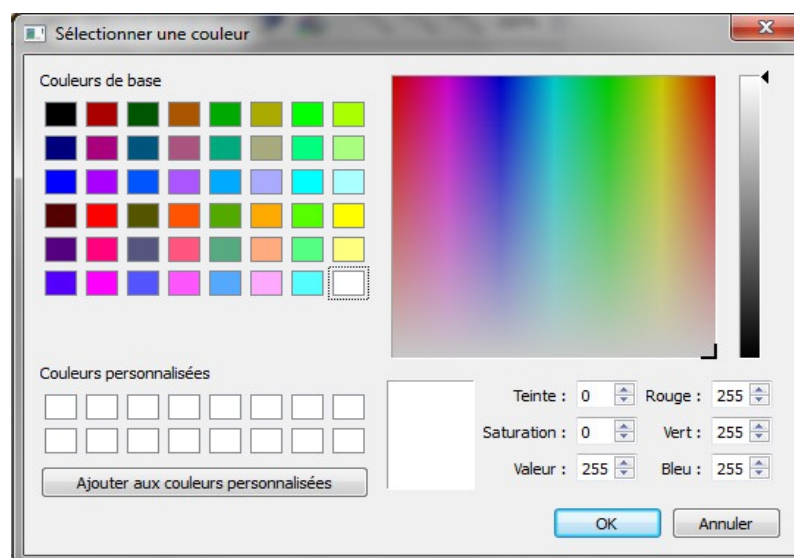 Sélectionner une couleur
Couleurs de base
Couleurs personnalisées
Teinte : 0 Rouge : 255
Saturation : 0 Vert : 255
Valeur : 255 Bleu : 255
Ajouter aux couleurs personnalisées
OK Annuler